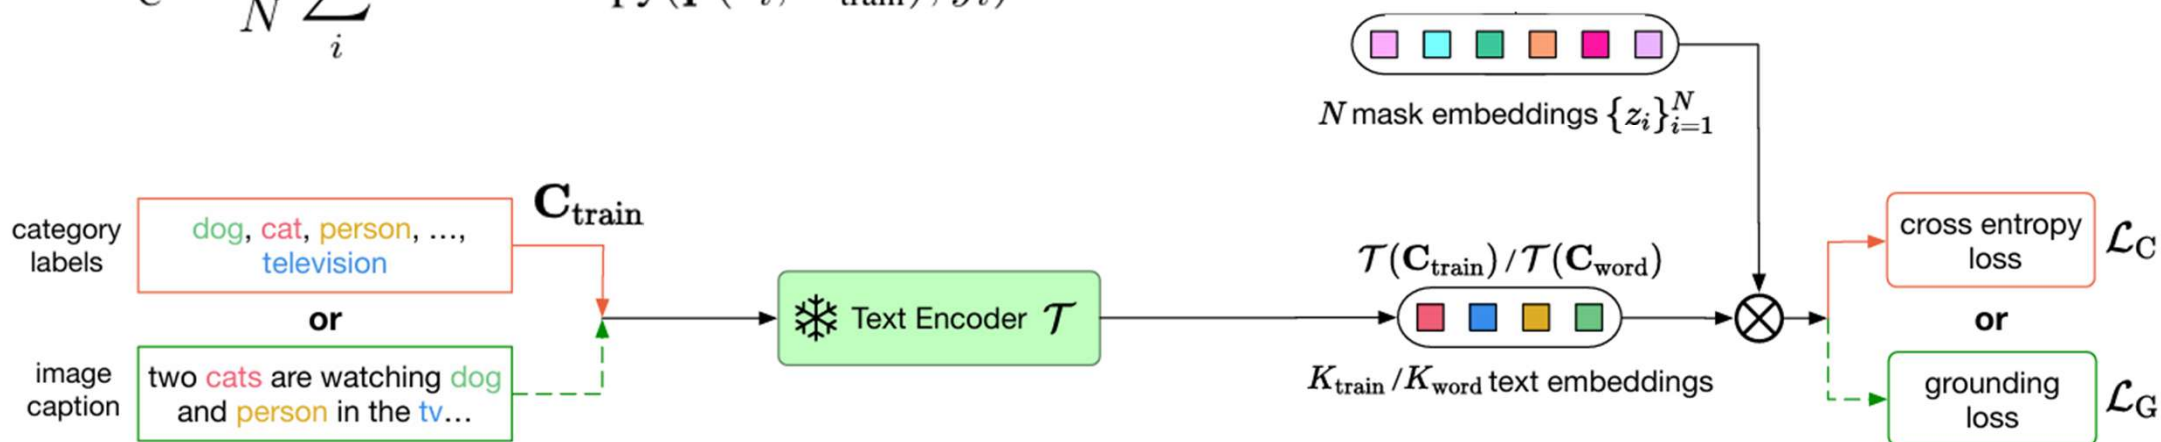 N ∑
i
N mask embeddings {z_i}_{i=1}^N
C_train
category
labels
dog, cat, person, ...,
television
or
image
caption
two cats are watching dog
and person in the tv...
Text Encoder 𝒯
𝒯(C_train) / 𝒯(C_word)
K_train / K_word text embeddings
cross entropy
loss
ℒ_C
or
grounding
loss
ℒ_G